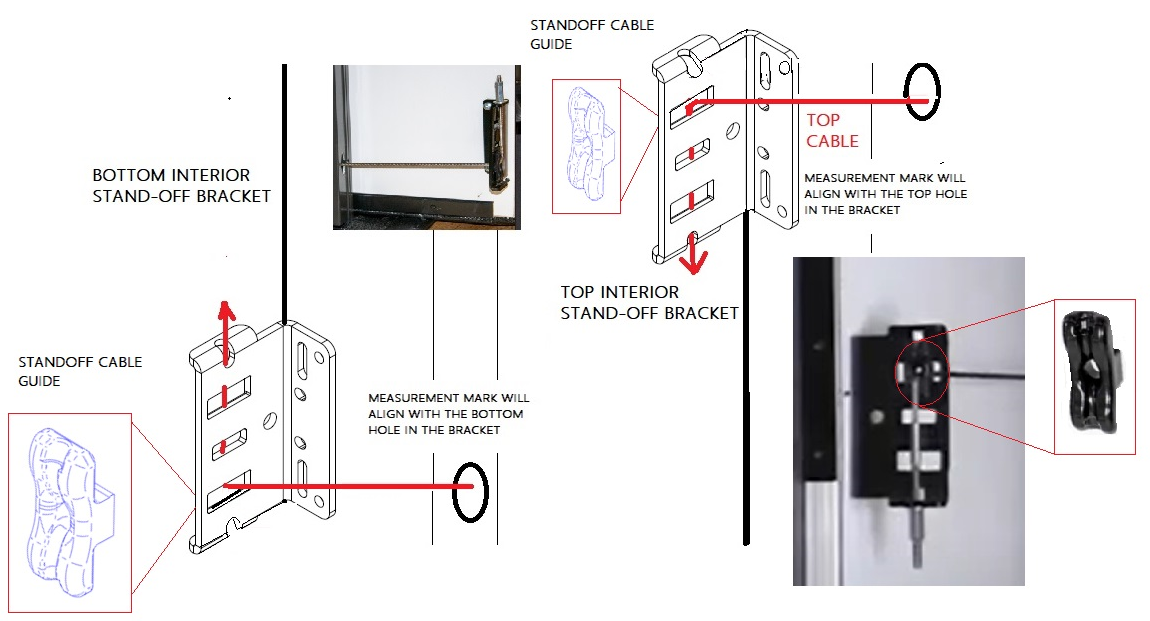 STANDOFF CABLE
GUIDE
TOP
CABLE
MEASUREMENT MARK WILL
ALIGN WITH THE TOP HOLE
IN THE BRACKET
BOTTOM INTERIOR
STAND-OFF BRACKET
TOP INTERIOR
STAND-OFF BRACKET
STANDOFF CABLE
GUIDE
MEASUREMENT MARK WILL
ALIGN WITH THE BOTTOM
HOLE IN THE BRACKET